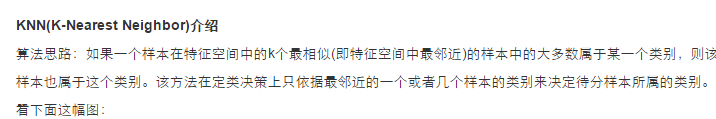 KNN(K-Nearest Neighbor)介绍
算法思路：如果一个样本在特征空间中的k个最相似(即特征空间中最邻近)的样本中的大多数属于某一个类别，则该
样本也属于这个类别。该方法在定类决策上只依据最邻近的一个或者几个样本的类别来决定待分样本所属的类别。
看下面这幅图：